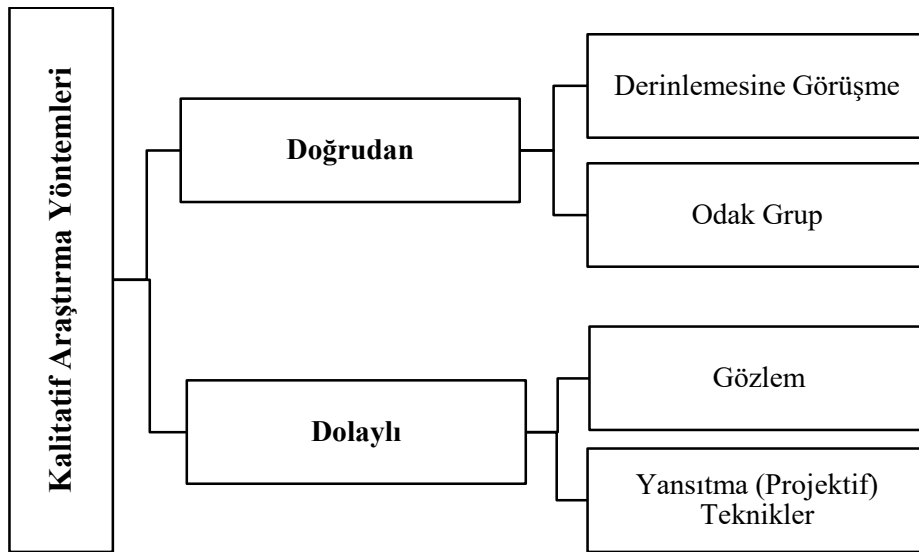 Kalitatif Araştırma Yöntemleri
Doğrudan
Derinlemesine Görüşme
Odak Grup
Dolaylı
Gözlem
Yansıtma (Projektif)
Teknikler